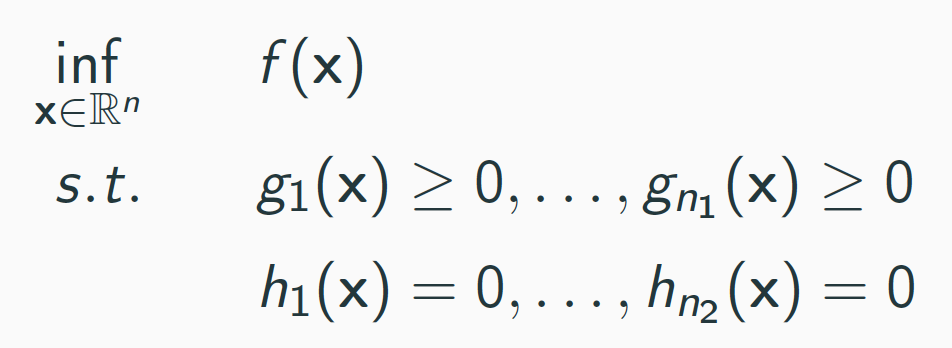 inf f(x)
x∈ℝⁿ
s.t. g₁(x) ≥ 0, . . . , gₙ₁(x) ≥ 0
h₁(x) = 0, . . . , hₙ₂(x) = 0